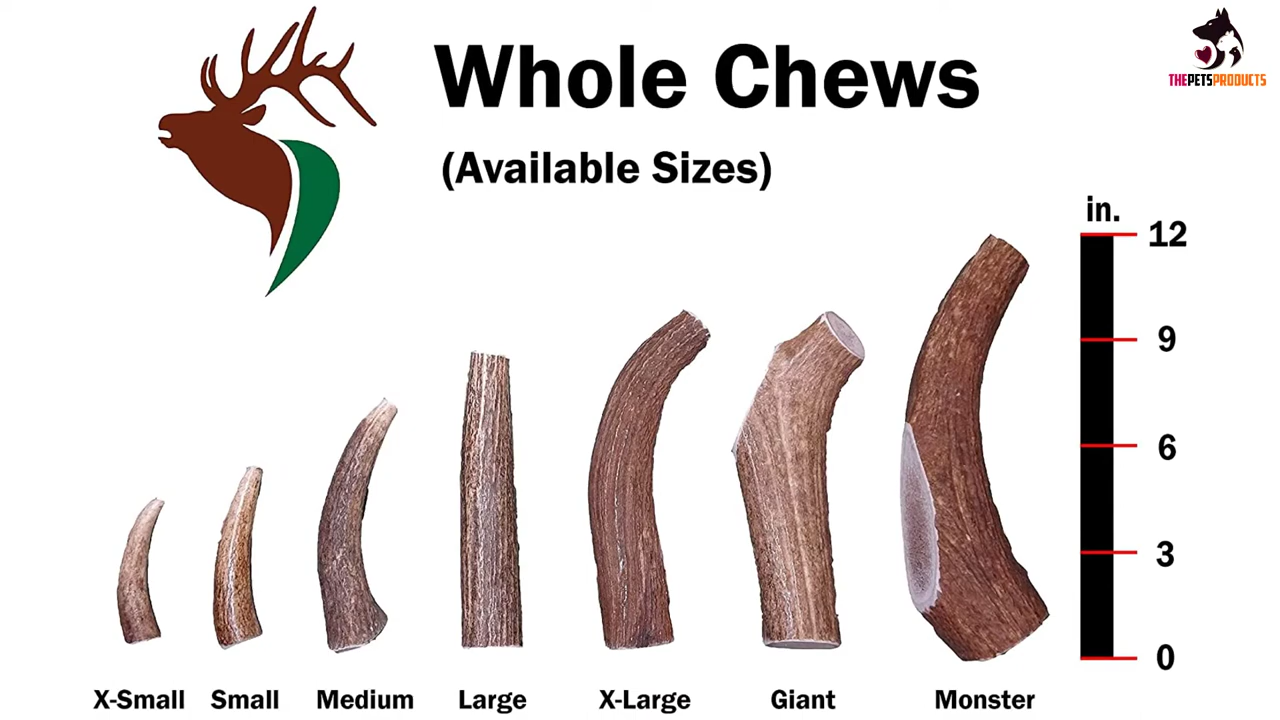 Whole Chews
(Available Sizes)
THEPETSPRODUCTS
in.
12
9
6
3
0
X-Small Small Medium Large X-Large Giant Monster